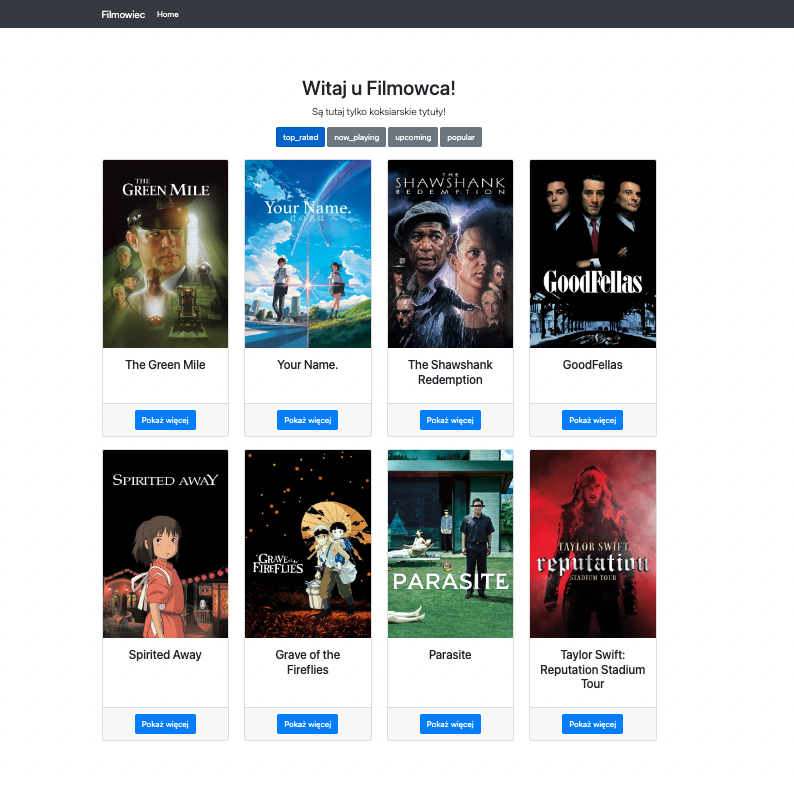 Filmowiec Home
Witaj u Filmowca!
Są tutaj tylko koksiarskie tytuły!
top_rated now_playing upcoming popular
THE
GREEN MILE
Your Name.
THE
SHAWSHANK
REDEMPTION
GoodFellas
The Green Mile
Your Name.
The Shawshank
Redemption
GoodFellas
Pokaż więcej
Pokaż więcej
Pokaż więcej
Pokaż więcej
SPIRITED AWAY
GRAVE of the
FIREFLIES
PARASITE
TAYLOR SWIFT
reputation
STADIUM TOUR
Spirited Away
Grave of the
Fireflies
Parasite
Taylor Swift:
Reputation Stadium
Tour
Pokaż więcej
Pokaż więcej
Pokaż więcej
Pokaż więcej